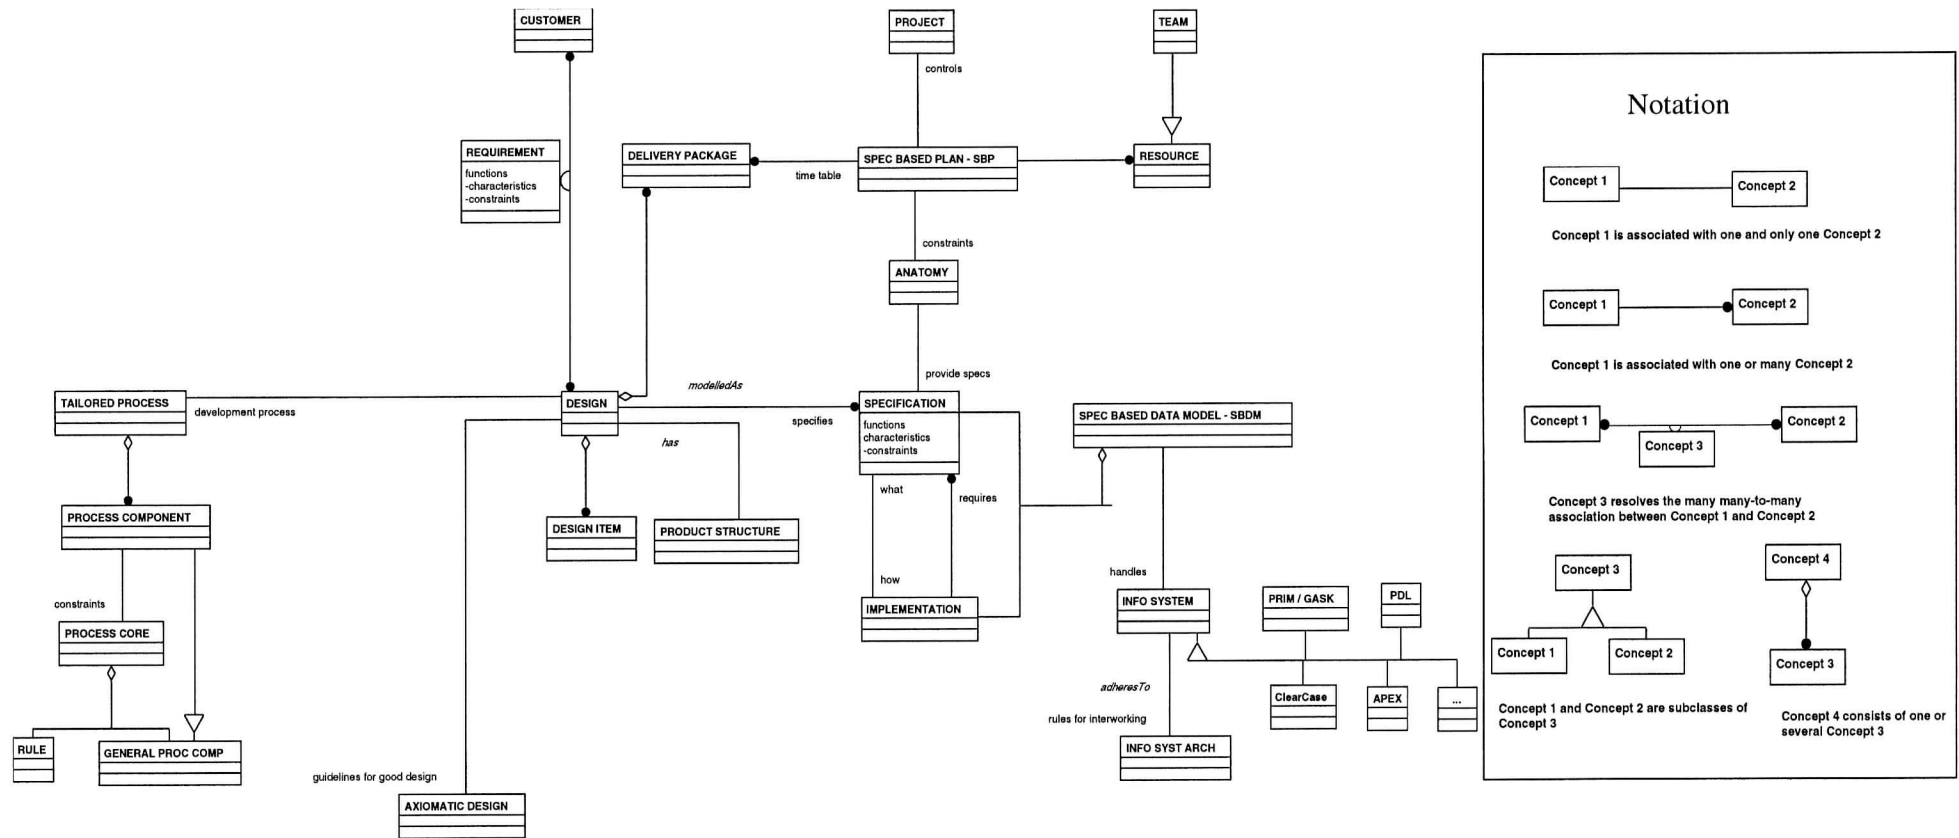 CUSTOMER
PROJECT
TEAM
controls
REQUIREMENT
functions
-characteristics
-constraints
DELIVERY PACKAGE
time table
SPEC BASED PLAN - SBP
RESOURCE
constraints
ANATOMY
provide specs
TAILORED PROCESS
development process
DESIGN
modelledAs
specifies
has
SPECIFICATION
functions
characteristics
-constraints
what
requires
SPEC BASED DATA MODEL - SBDM
PROCESS COMPONENT
DESIGN ITEM
PRODUCT STRUCTURE
how
IMPLEMENTATION
handles
INFO SYSTEM
PRIM / GASK
PDL
constraints
PROCESS CORE
adheresTo
rules for interworking
ClearCase
APEX
...
RULE
GENERAL PROC COMP
INFO SYST ARCH
guidelines for good design
AXIOMATIC DESIGN
Notation
Concept 1
Concept 2
Concept 1 is associated with one and only one Concept 2
Concept 1
Concept 2
Concept 1 is associated with one or many Concept 2
Concept 1
Concept 2
Concept 3
Concept 3 resolves the many many-to-many
association between Concept 1 and Concept 2
Concept 3
Concept 1
Concept 2
Concept 1 and Concept 2 are subclasses of
Concept 3
Concept 4
Concept 3
Concept 4 consists of one or
several Concept 3